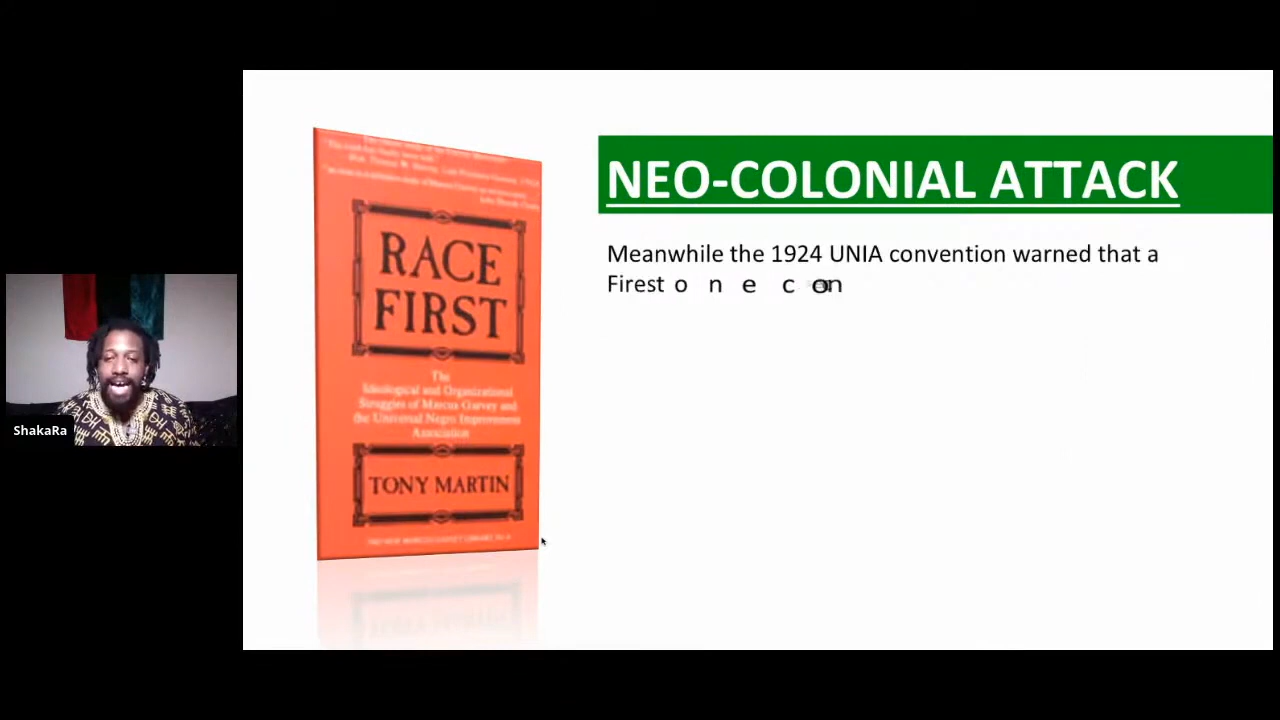 NEO-COLONIAL ATTACK
Meanwhile the 1924 UNIA convention warned that a
Firest o n e c on
RACE
FIRST
The
Ideological and Organizational
Struggles of Marcus Garvey and
the Universal Negro Improvement
Association
TONY MARTIN
ShakaRa